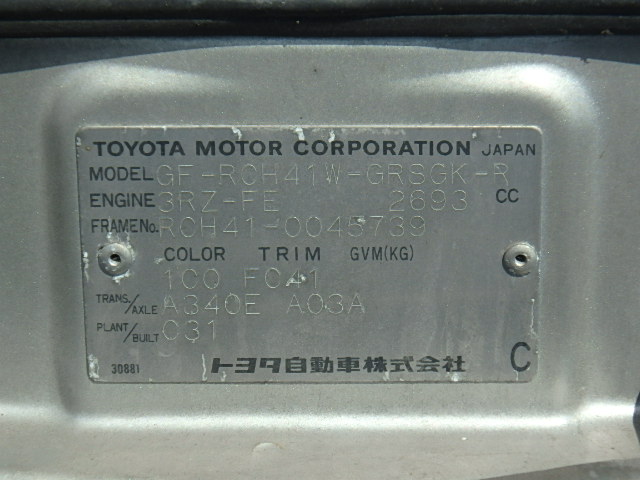 TOYOTA MOTOR CORPORATION JAPAN
MODEL GF-RCH41W-GRSGK-R
ENGINE 3RZ-FE 2693 CC
FRAME No. RCH41-0045739
COLOR TRIM GVM(KG)
1C0 FC41
TRANS./AXLE A340E A03A
PLANT/BUILT C31
30881 トヨタ自動車株式会社 C